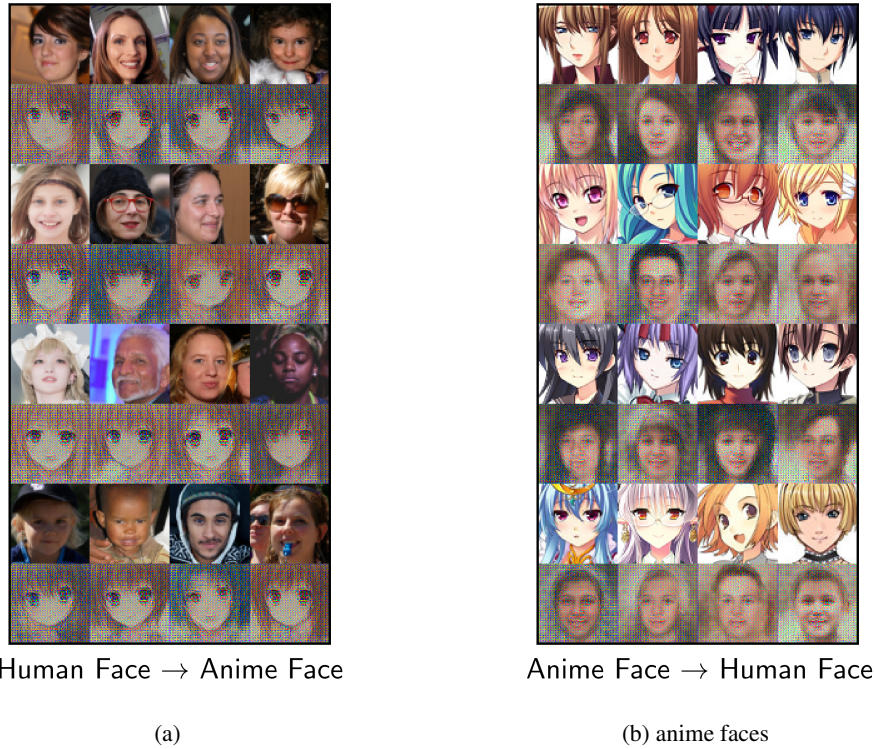 Human Face → Anime Face
Anime Face → Human Face
(a)
(b) anime faces